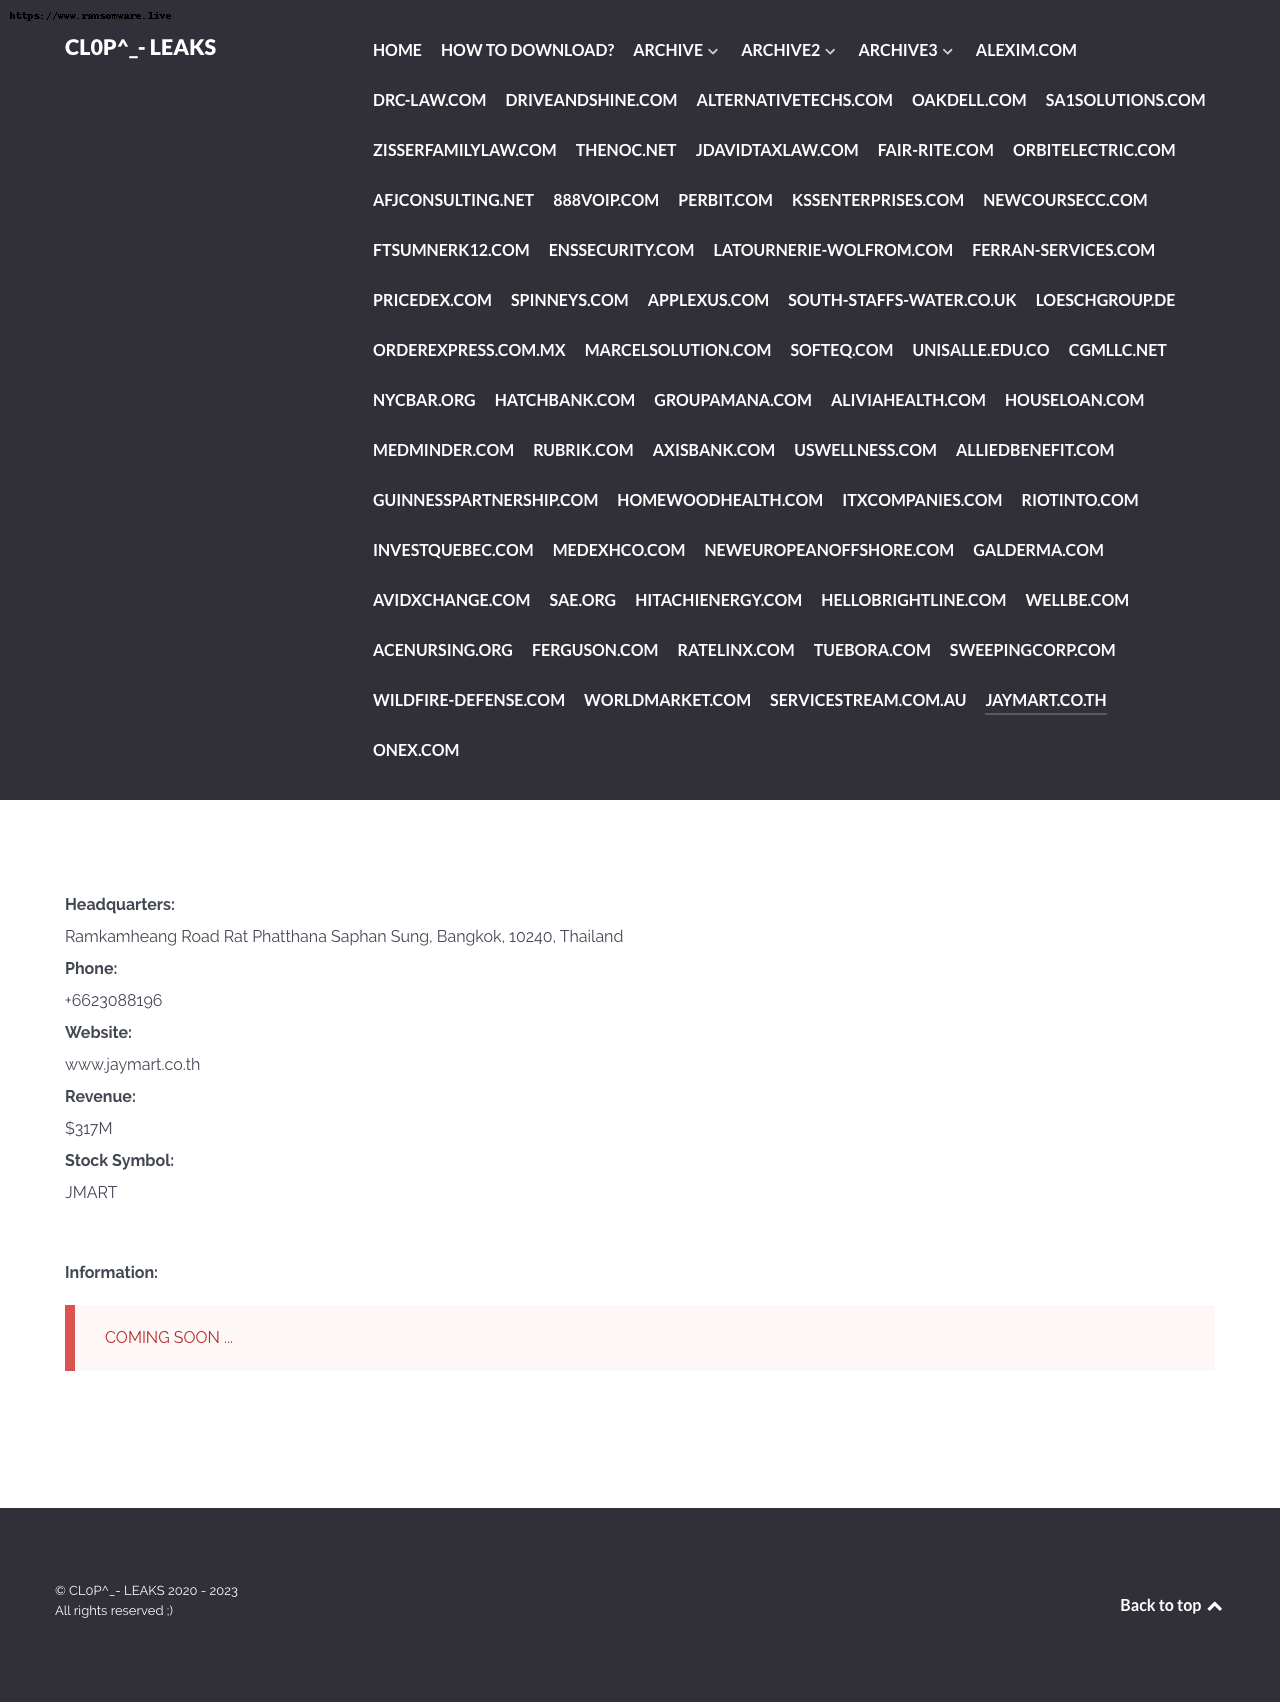 https://www.ransomware.live
CL0P^_- LEAKS
HOME HOW TO DOWNLOAD? ARCHIVE ARCHIVE2 ARCHIVE3 ALEXIM.COM
DRC-LAW.COM DRIVEANDSHINE.COM ALTERNATIVETECHS.COM OAKDELL.COM SA1SOLUTIONS.COM
ZISSERFAMILYLAW.COM THENOC.NET JDAVIDTAXLAW.COM FAIR-RITE.COM ORBITELECTRIC.COM
AFJCONSULTING.NET 888VOIP.COM PERBIT.COM KSSENTERPRISES.COM NEWCOURSECC.COM
FTSUMNERK12.COM ENSSECURITY.COM LATOURNERIE-WOLFROM.COM FERRAN-SERVICES.COM
PRICEDEX.COM SPINNEYS.COM APPLEXUS.COM SOUTH-STAFFS-WATER.CO.UK LOESCHGROUP.DE
ORDEREXPRESS.COM.MX MARCELSOLUTION.COM SOFTEQ.COM UNISALLE.EDU.CO CGMLLC.NET
NYCBAR.ORG HATCHBANK.COM GROUPAMANA.COM ALIVIAHEALTH.COM HOUSELOAN.COM
MEDMINDER.COM RUBRIK.COM AXISBANK.COM USWELLNESS.COM ALLIEDBENEFIT.COM
GUINNESSPARTNERSHIP.COM HOMEWOODHEALTH.COM ITXCOMPANIES.COM RIOTINTO.COM
INVESTQUEBEC.COM MEDEXHCO.COM NEWEUROPEANOFFSHORE.COM GALDERMA.COM
AVIDXCHANGE.COM SAE.ORG HITACHIENERGY.COM HELLOBRIGHTLINE.COM WELLBE.COM
ACENURSING.ORG FERGUSON.COM RATELINX.COM TUEBORA.COM SWEEPINGCORP.COM
WILDFIRE-DEFENSE.COM WORLDMARKET.COM SERVICESTREAM.COM.AU JAYMART.CO.TH
ONEX.COM
Headquarters:
Ramkamheang Road Rat Phatthana Saphan Sung, Bangkok, 10240, Thailand
Phone:
+6623088196
Website:
www.jaymart.co.th
Revenue:
$317M
Stock Symbol:
JMART
Information:
COMING SOON ...
© CL0P^_- LEAKS 2020 - 2023
All rights reserved ;)
Back to top